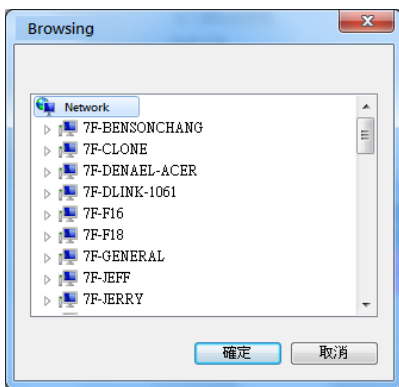 Browsing
Network
7F-BENSONCHANG
7F-CLONE
7F-DENAEL-ACER
7F-DLINK-1061
7F-F16
7F-F18
7F-GENERAL
7F-JEFF
7F-JERRY
確定
取消